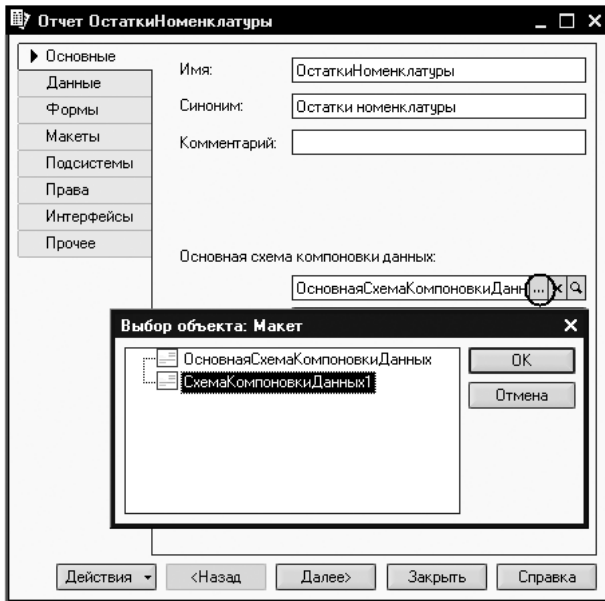 Отчет ОстаткиНоменклатуры
Основные
Данные
Формы
Макеты
Подсистемы
Права
Интерфейсы
Прочее
Имя: ОстаткиНоменклатуры
Синоним: Остатки номенклатуры
Комментарий:
Основная схема компоновки данных:
ОсновнаяСхемаКомпоновкиДанн ...
Выбор объекта: Макет
ОсновнаяСхемаКомпоновкиДанных
СхемаКомпоновкиДанных1
ОК
Отмена
Действия <Назад Далее> Закрыть Справка